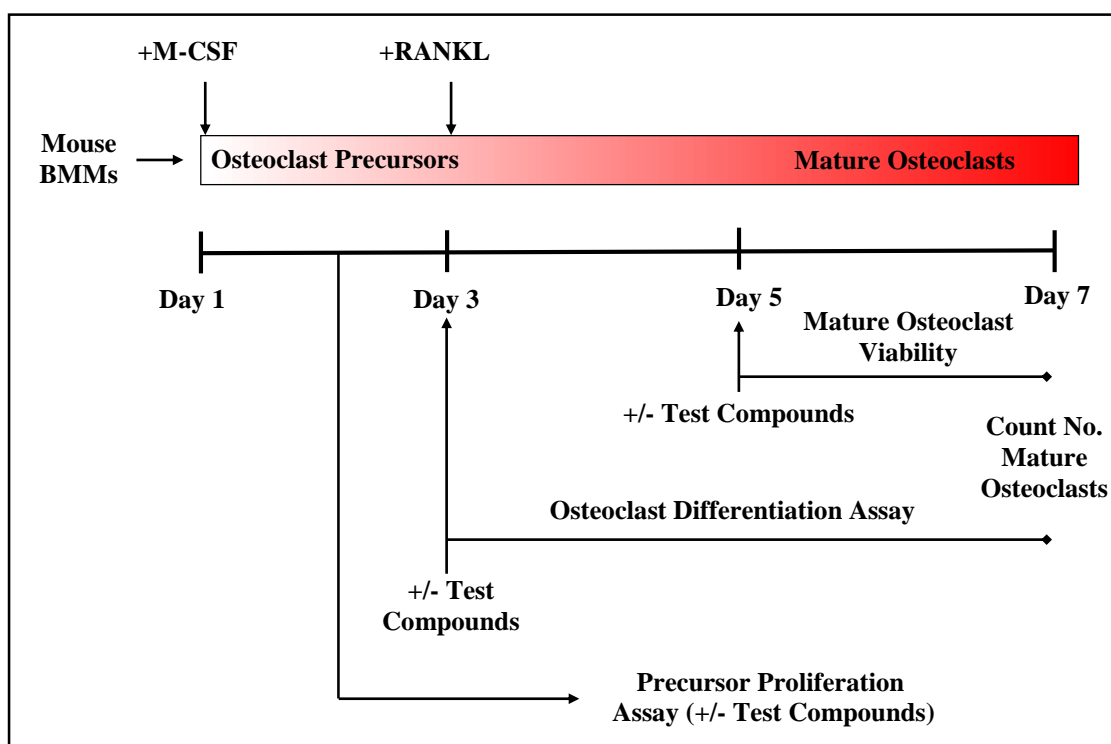 +M-CSF
+RANKL
Mouse
BMMs
Osteoclast Precursors
Mature Osteoclasts
Day 1
Day 3
Day 5
Day 7
Mature Osteoclast
Viability
+/- Test Compounds
Count No.
Mature
Osteoclasts
Osteoclast Differentiation Assay
+/- Test
Compounds
Precursor Proliferation
Assay (+/- Test Compounds)